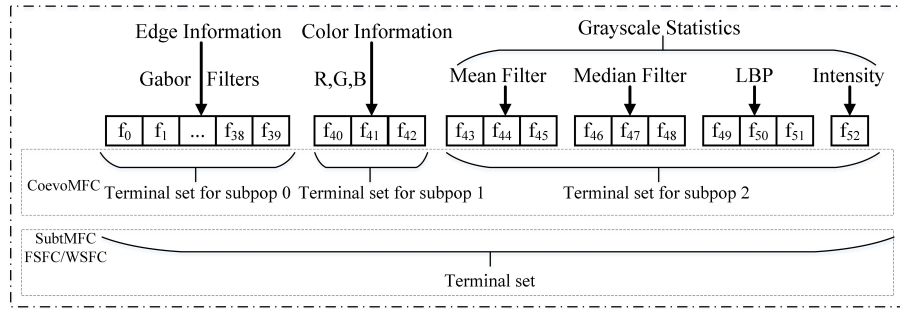 Edge Information Color Information Grayscale Statistics
Gabor Filters R,G,B Mean Filter Median Filter LBP Intensity
f0 f1 ... f38 f39 f40 f41 f42 f43 f44 f45 f46 f47 f48 f49 f50 f51 f52
CoevoMFC Terminal set for subpop 0 Terminal set for subpop 1 Terminal set for subpop 2
SubtMFC
FSFC/WSFC
Terminal set